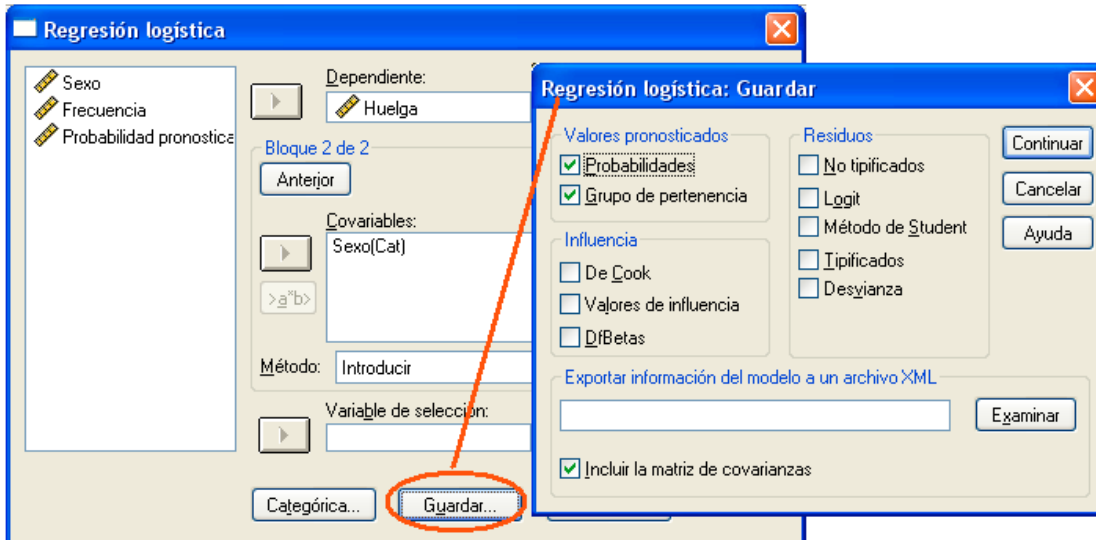 Regresión logística
Sexo
Frecuencia
Probabilidad pronostica
Dependiente:
Huelga
Bloque 2 de 2
Anterior
Covariables:
Sexo(Cat)
>a*b>
Método:
Introducir
Variable de selección:
Categórica...
Guardar...
Regresión logística: Guardar
Valores pronosticados
Probabilidades
Grupo de pertenencia
Influencia
De Cook
Valores de influencia
DfBetas
Residuos
No tipificados
Logit
Método de Student
Tipificados
Desvianza
Continuar
Cancelar
Ayuda
Exportar información del modelo a un archivo XML
Examinar
Incluir la matriz de covarianzas